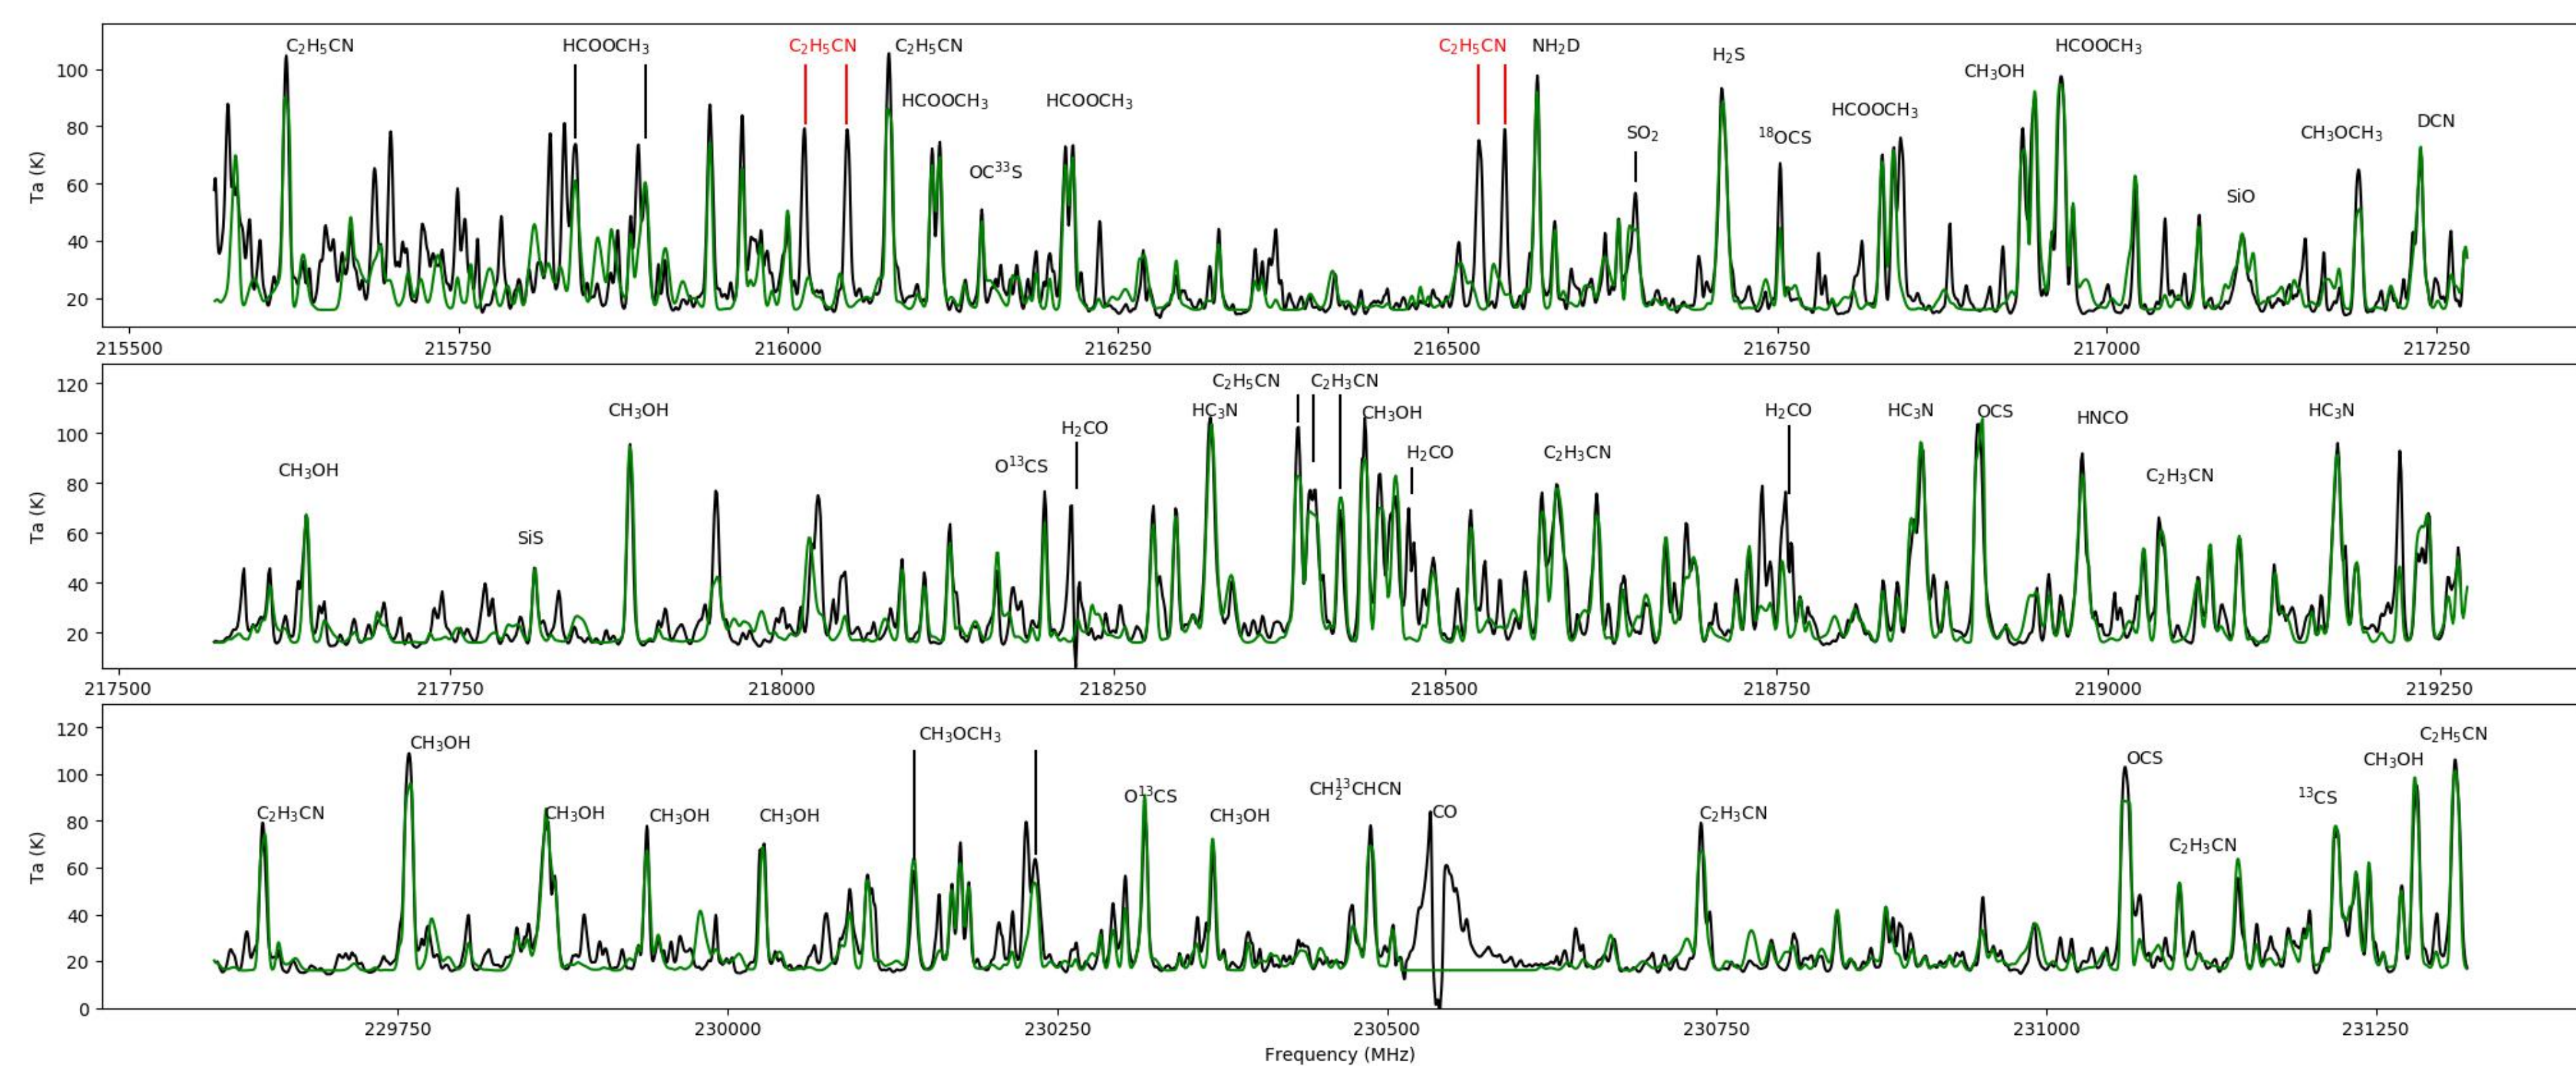 C₂H₅CN HCOOCH₃ C₂H₅CN C₂H₅CN C₂H₅CN NH₂D H₂S HCOOCH₃
CH₃OH
HCOOCH₃ HCOOCH₃ HCOOCH₃
SO₂ ¹⁸OCS CH₃OCH₃ DCN
OC³³S SiO
Ta (K)
100
80
60
40
20
215500 215750 216000 216250 216500 216750 217000 217250
C₂H₅CN C₂H₃CN
CH₃OH HC₃N CH₃OH H₂CO HC₃N OCS HNCO HC₃N
H₂CO
CH₃OH O¹³CS H₂CO C₂H₃CN C₂H₃CN
SiS
Ta (K)
120
100
80
60
40
20
217500 217750 218000 218250 218500 218750 219000 219250
CH₃OH CH₃OCH₃ C₂H₅CN
OCS CH₃OH
O¹³CS CH₂¹³CHCN ¹³CS
C₂H₃CN CH₃OH CH₃OH CH₃OH CH₃OH CO C₂H₃CN
C₂H₃CN
Ta (K)
120
100
80
60
40
20
0
229750 230000 230250 230500 230750 231000 231250
Frequency (MHz)